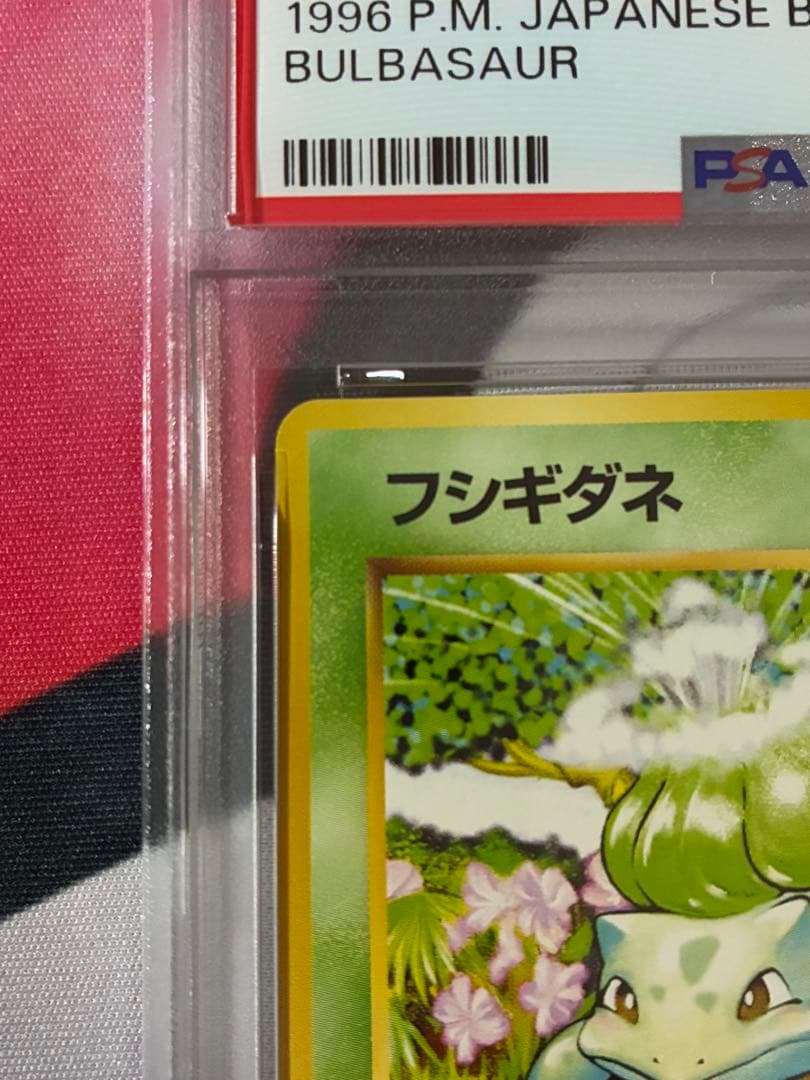 1996 P.M. JAPANESE B
BULBASAUR
PSA
フシギダネ